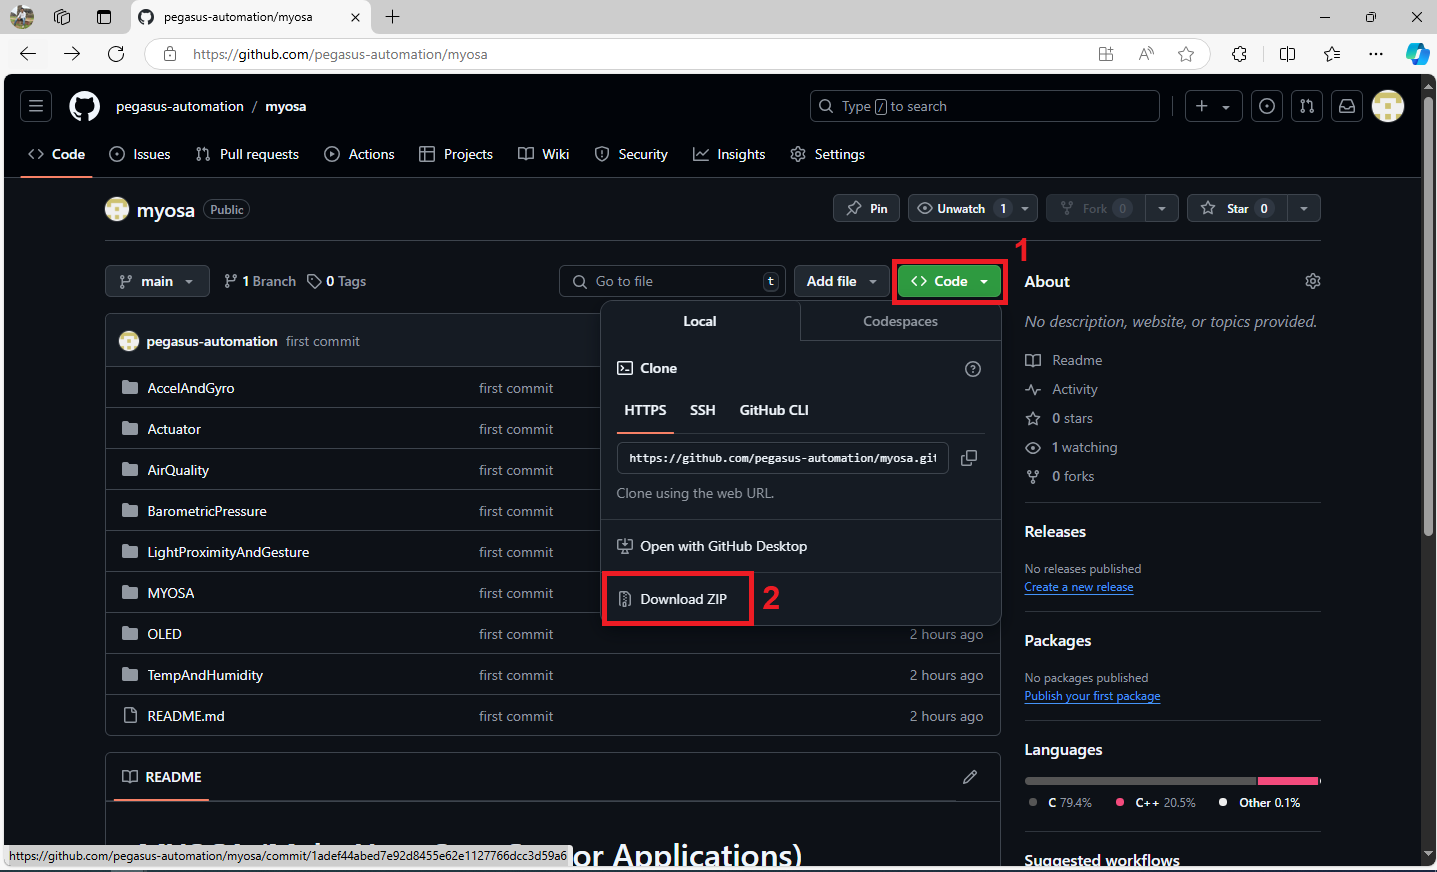 pegasus-automation/myosa
https://github.com/pegasus-automation/myosa
pegasus-automation / myosa
Type / to search
Code Issues Pull requests Actions Projects Wiki Security Insights Settings
myosa Public
Pin Unwatch 1 Fork 0 Star 0
1
main 1 Branch 0 Tags Go to file t Add file Code
About
Local Codespaces
No description, website, or topics provided.
pegasus-automation first commit
Readme
Clone
AccelAndGyro first commit
Activity
HTTPS SSH GitHub CLI
0 stars
Actuator first commit
1 watching
https://github.com/pegasus-automation/myosa.git
AirQuality first commit
0 forks
Clone using the web URL.
BarometricPressure first commit
Releases
Open with GitHub Desktop
LightProximityAndGesture first commit
No releases published
Create a new release
MYOSA first commit
Download ZIP 2
OLED first commit 2 hours ago
Packages
TempAndHumidity first commit 2 hours ago
No packages published
Publish your first package
README.md first commit 2 hours ago
Languages
README
C 79.4% C++ 20.5% Other 0.1%
or Applications)
https://github.com/pegasus-automation/myosa/commit/1adef44abed7e92d8455e62e1127766dcc3d59a6
Suggested workflows